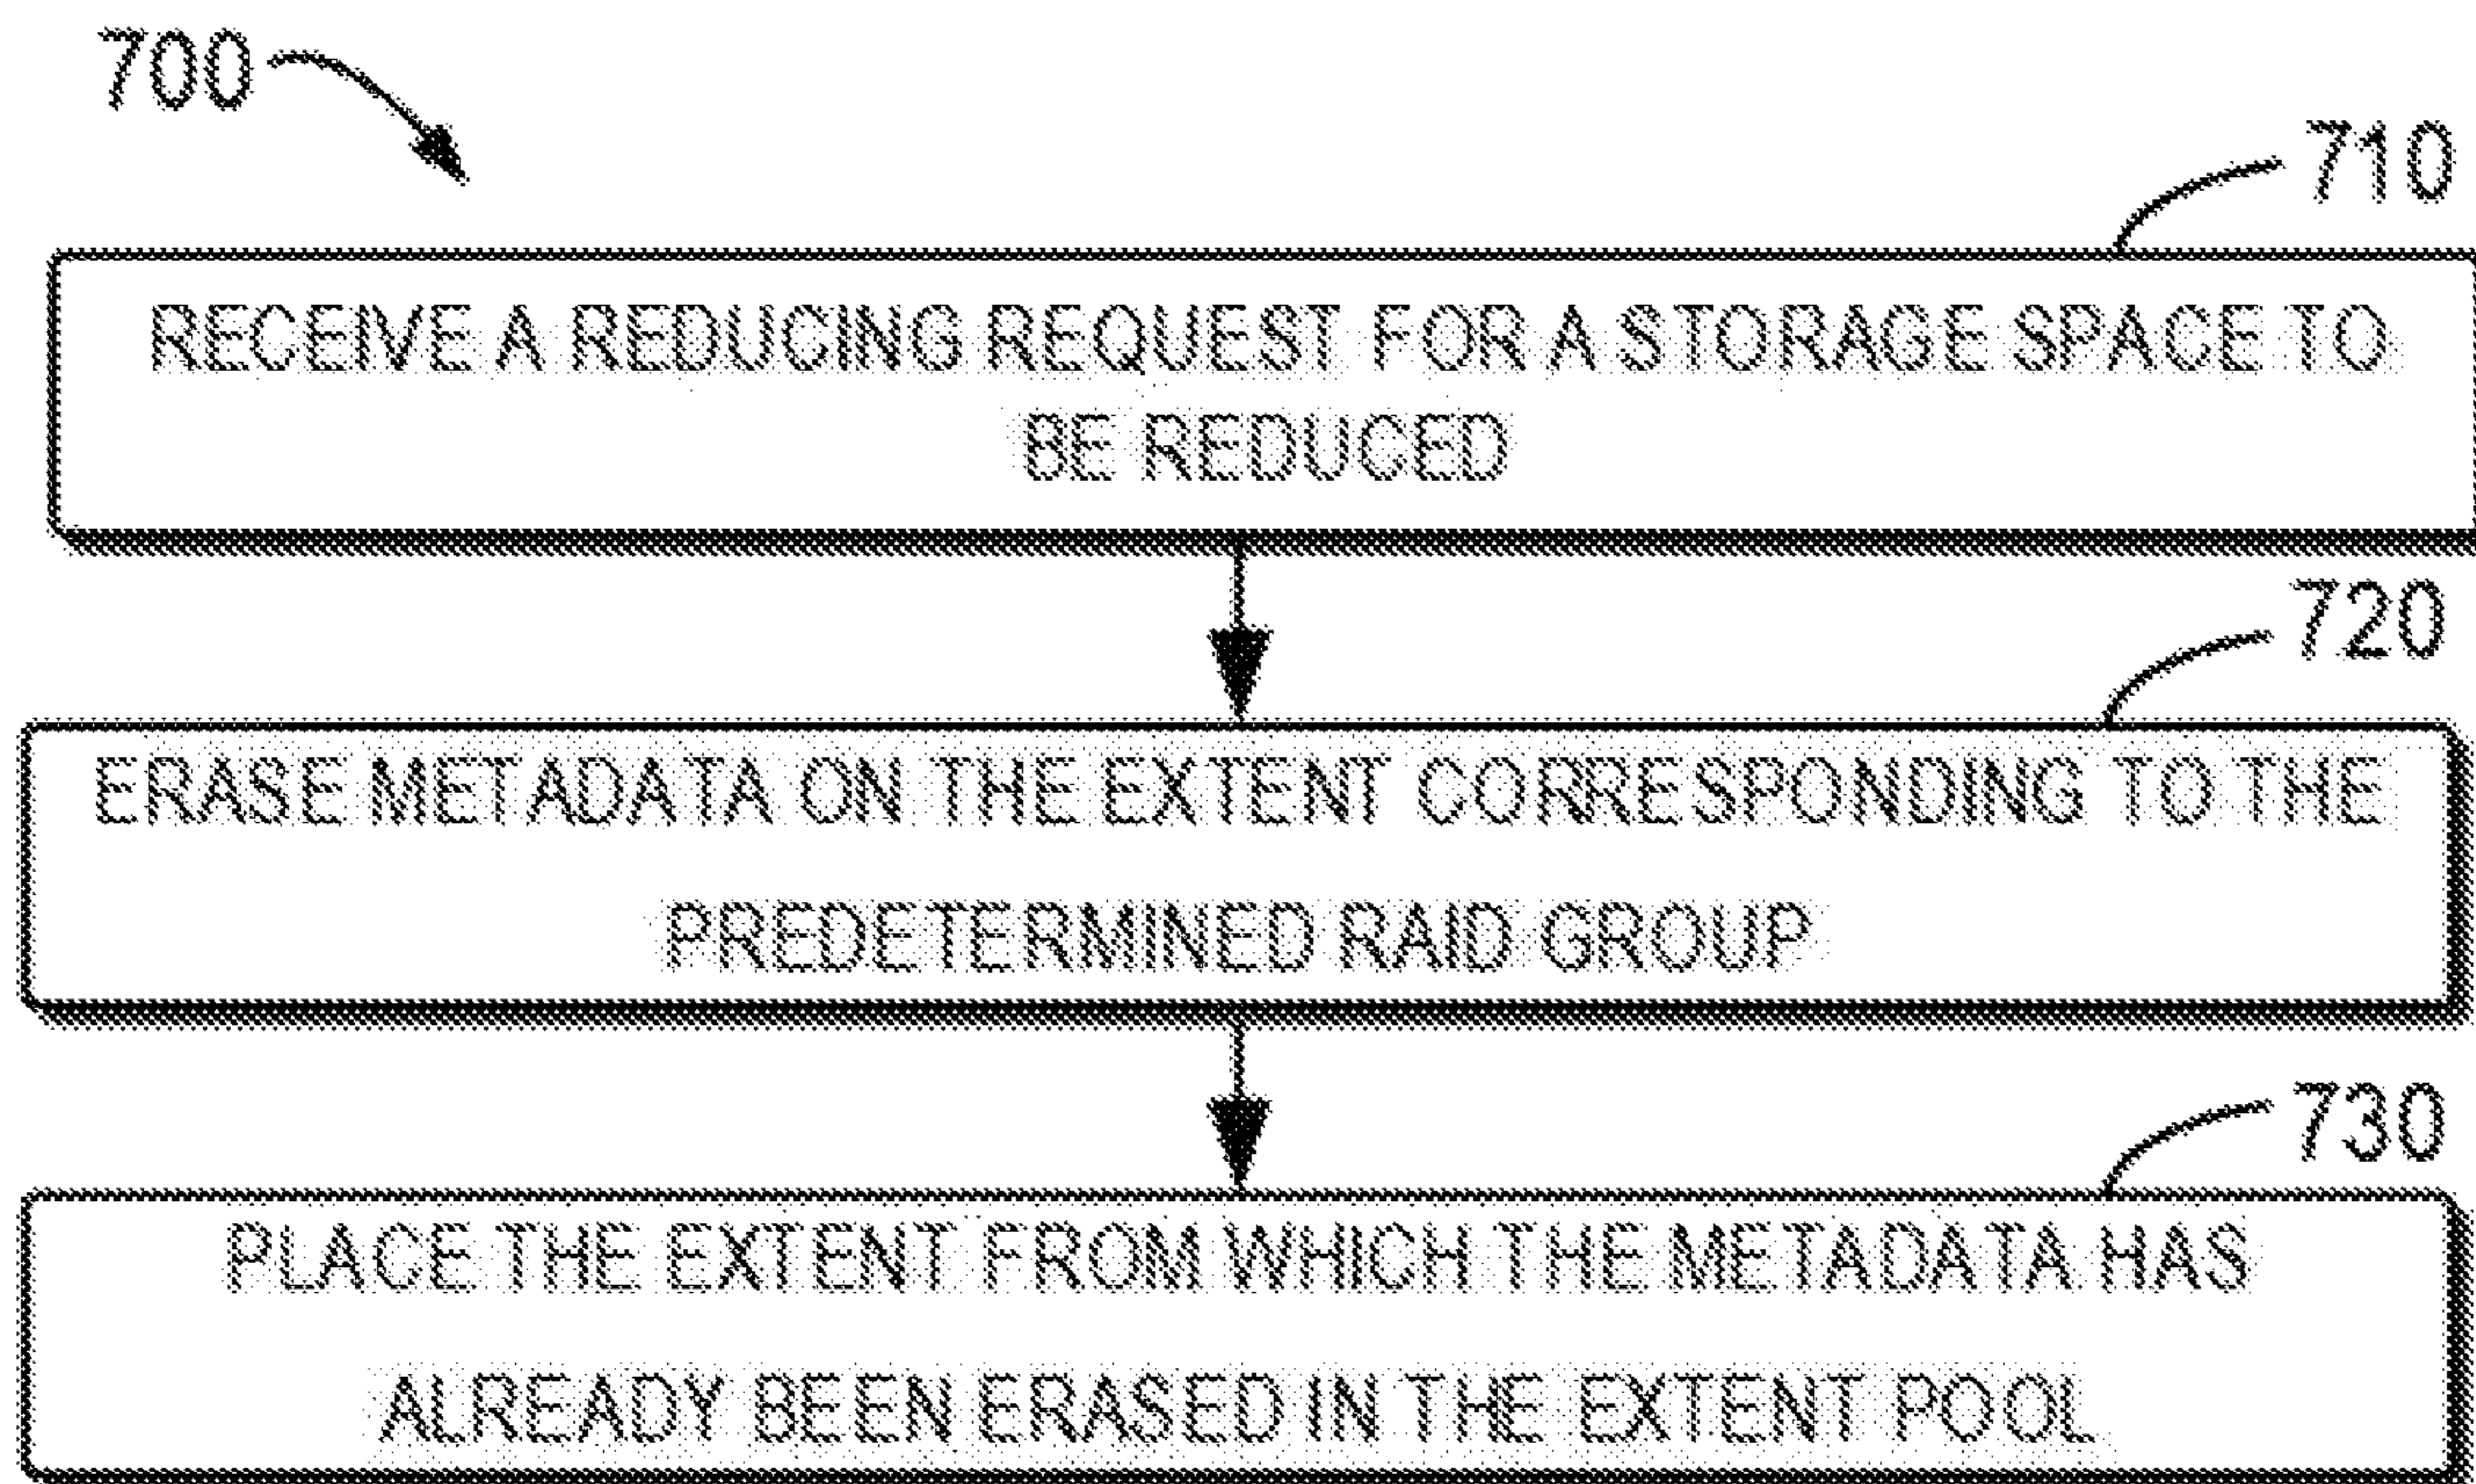 700
710
RECEIVE A REDUCING REQUEST FOR A STORAGE SPACE TO
BE REDUCED
720
ERASE METADATA ON THE EXTENT CORRESPONDING TO THE
PREDETERMINED RAID GROUP
730
PLACE THE EXTENT FROM WHICH THE METADATA HAS
ALREADY BEEN ERASED IN THE EXTENT POOL